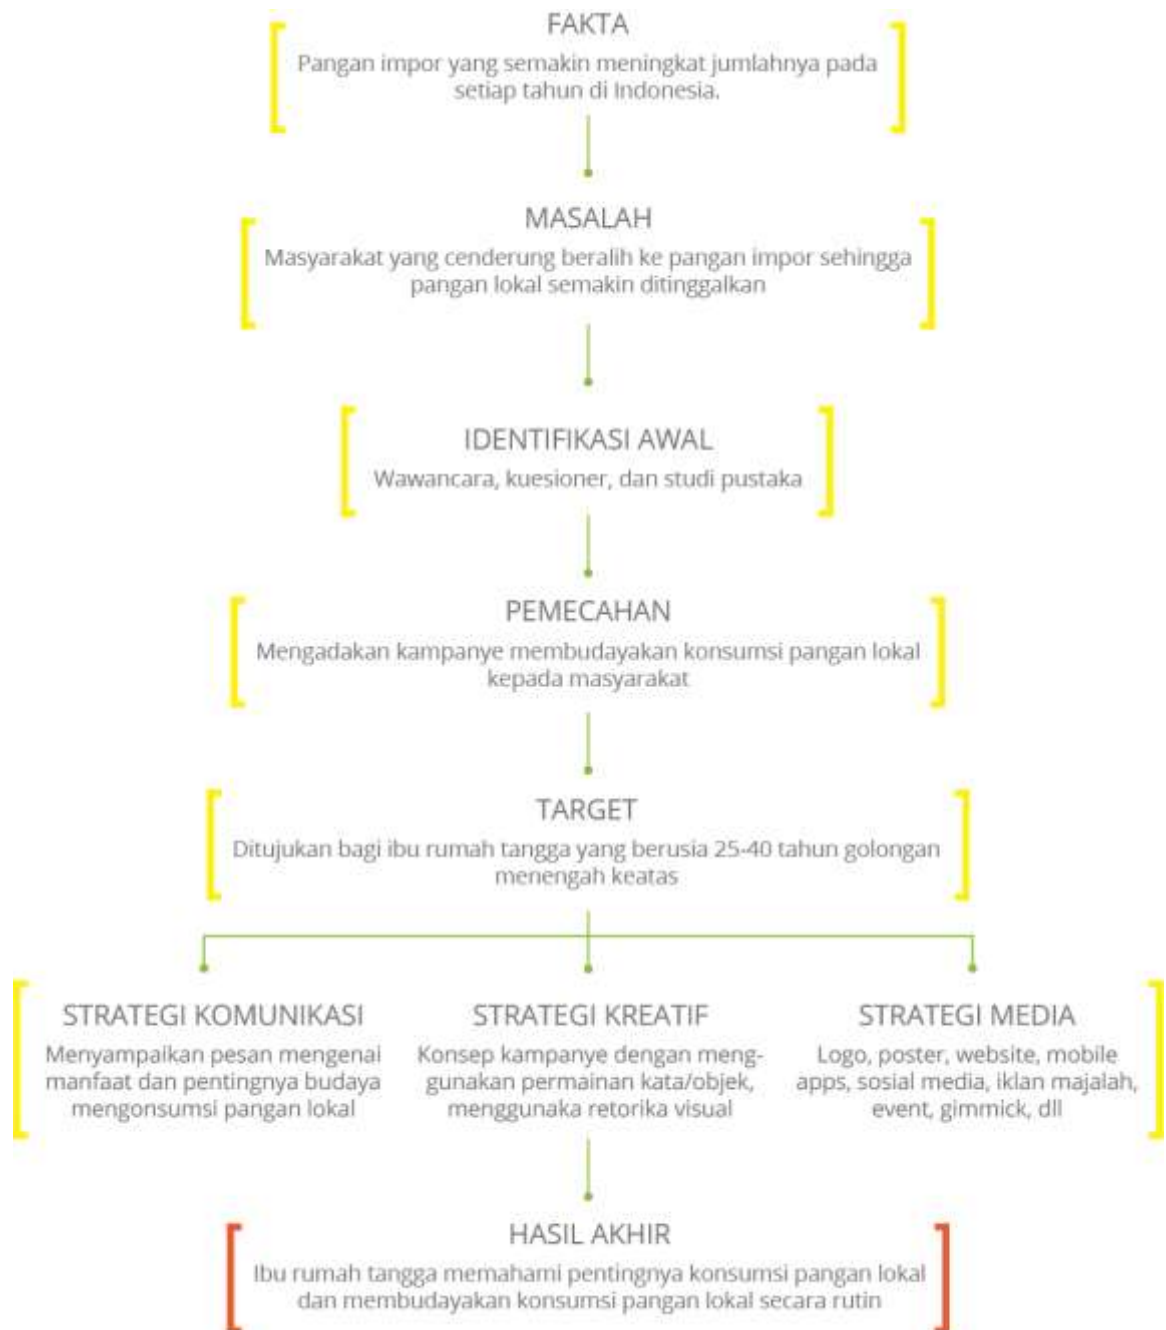 FAKTA
Pangan impor yang semakin meningkat jumlahnya pada
setiap tahun di Indonesia.
MASALAH
Masyarakat yang cenderung beralih ke pangan impor sehingga
pangan lokal semakin ditinggalkan
IDENTIFIKASI AWAL
Wawancara, kuesioner, dan studi pustaka
PEMECAHAN
Mengadakan kampanye membudayakan konsumsi pangan lokal
kepada masyarakat
TARGET
Ditujukan bagi ibu rumah tangga yang berusia 25-40 tahun golongan
menengah keatas
STRATEGI KOMUNIKASI
Menyampaikan pesan mengenai
manfaat dan pentingnya budaya
mengonsumsi pangan lokal
STRATEGI KREATIF
Konsep kampanye dengan meng-
gunakan permainan kata/objek,
menggunaka retorika visual
STRATEGI MEDIA
Logo, poster, website, mobile
apps, sosial media, iklan majalah,
event, gimmick, dll
HASIL AKHIR
Ibu rumah tangga memahami pentingnya konsumsi pangan lokal
dan membudayakan konsumsi pangan lokal secara rutin